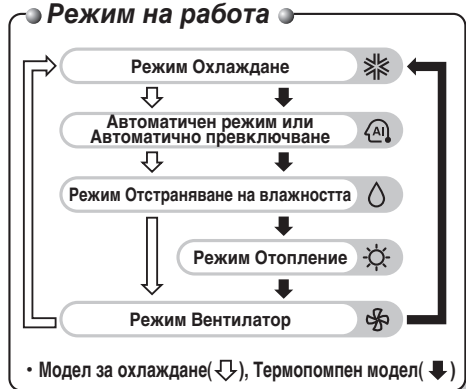 Режим на работа
Режим Охлаждане
Автоматичен режим или
Автоматично превключване
AI
Режим Отстраняване на влажността
Режим Отопление
Режим Вентилатор
• Модел за охлаждане(⇩), Термопомпен модел(⬇)